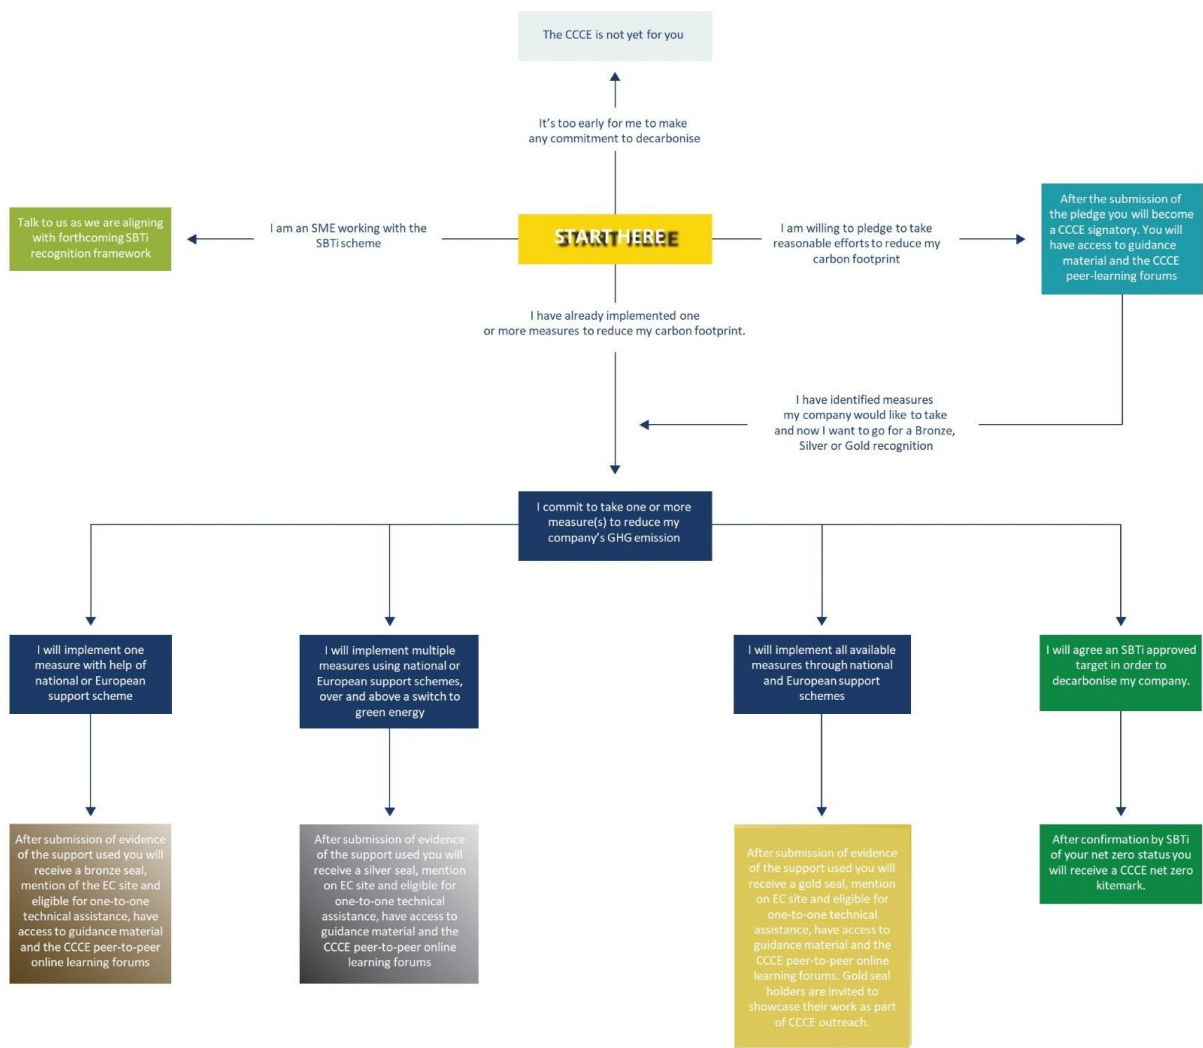 The CCCE is not yet for you
It's too early for me to make
any commitment to decarbonise
Talk to us as we are aligning
with forthcoming SBTi
recognition framework
I am an SME working with the
SBTi scheme
START HERE
I am willing to pledge to take
reasonable efforts to reduce my
carbon footprint
After the submission of
the pledge you will become
a CCCE signatory. You will
have access to guidance
material and the CCCE
peer-learning forums
I have already implemented one
or more measures to reduce my carbon footprint.
I have identified measures
my company would like to take
and now I want to go for a Bronze,
Silver or Gold recognition
I commit to take one or more
measure(s) to reduce my
company's GHG emission
I will implement one
measure with help of
national or European
support scheme
I will implement multiple
measures using national or
European support schemes,
over and above a switch to
green energy
I will implement all available
measures through national
and European support
schemes
I will agree an SBTi approved
target in order to
decarbonise my company.
After submission of evidence
of the support used you will
receive a bronze seal,
mention of the EC site and
eligible for one-to-one
technical assistance, have
access to guidance material
and the CCCE peer-to-peer
online learning forums
After submission of evidence
of the support used you will
receive a silver seal, mention
on EC site and eligible for
one-to-one technical
assistance, have access to
guidance material and the
CCCE peer-to-peer online
learning forums
After submission of evidence
of the support used you will
receive a gold seal, mention
on EC site and eligible for
one-to-one technical
assistance, have access to
guidance material and the
CCCE peer-to-peer online
learning forums. Gold seal
holders are invited to
showcase their work as part
of CCCE outreach.
After confirmation by SBTi
of your net zero status you
will receive a CCCE net zero
kitemark.